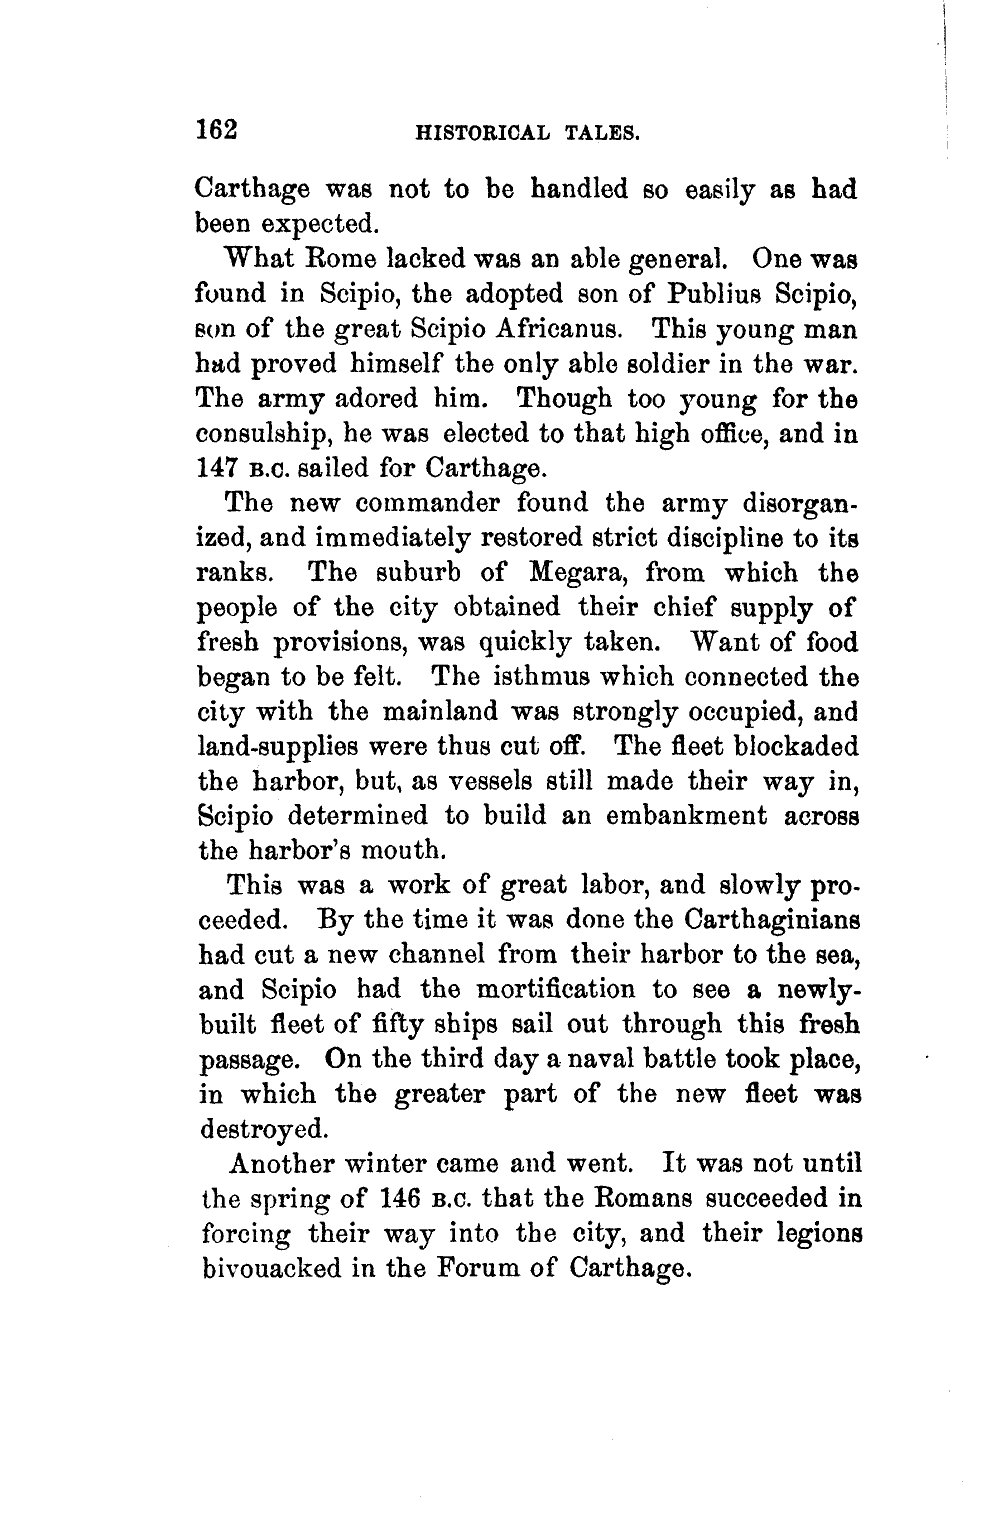 162 HISTORICAL TALES.
Carthage was not to be handled so easily as had
been expected.
What Rome lacked was an able general. One was
found in Scipio, the adopted son of Publius Scipio,
son of the great Scipio Africanus. This young man
had proved himself the only able soldier in the war.
The army adored him. Though too young for the
consulship, he was elected to that high office, and in
147 B.C. sailed for Carthage.
The new commander found the army disorgan-
ized, and immediately restored strict discipline to its
ranks. The suburb of Megara, from which the
people of the city obtained their chief supply of
fresh provisions, was quickly taken. Want of food
began to be felt. The isthmus which connected the
city with the mainland was strongly occupied, and
land-supplies were thus cut off. The fleet blockaded
the harbor, but, as vessels still made their way in,
Scipio determined to build an embankment across
the harbor's mouth.
This was a work of great labor, and slowly pro-
ceeded. By the time it was done the Carthaginians
had cut a new channel from their harbor to the sea,
and Scipio had the mortification to see a newly-
built fleet of fifty ships sail out through this fresh
passage. On the third day a naval battle took place,
in which the greater part of the new fleet was
destroyed.
Another winter came and went. It was not until
the spring of 146 B.C. that the Romans succeeded in
forcing their way into the city, and their legions
bivouacked in the Forum of Carthage.